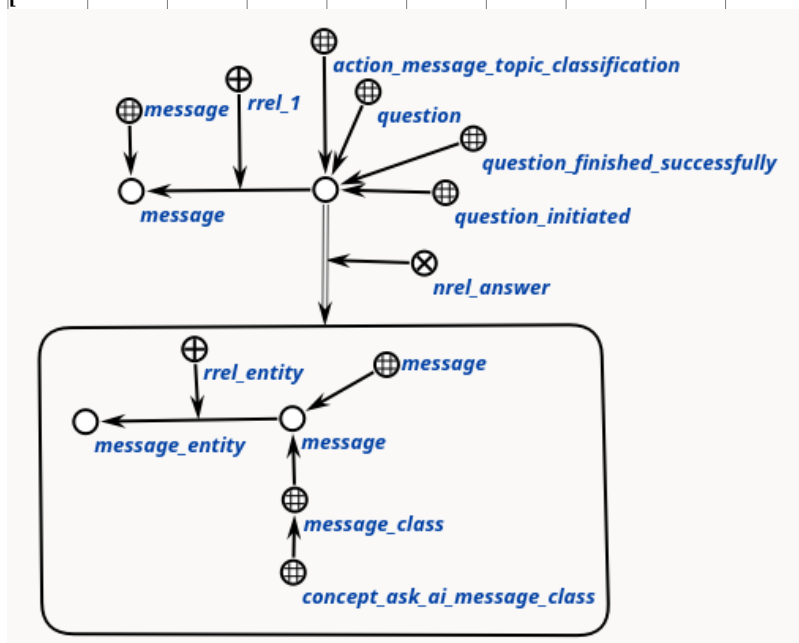 action_message_topic_classification
rrel_1
message
question
question_finished_successfully
message
question_initiated
nrel_answer
rrel_entity
message
message_entity
message
message_class
concept_ask_ai_message_class